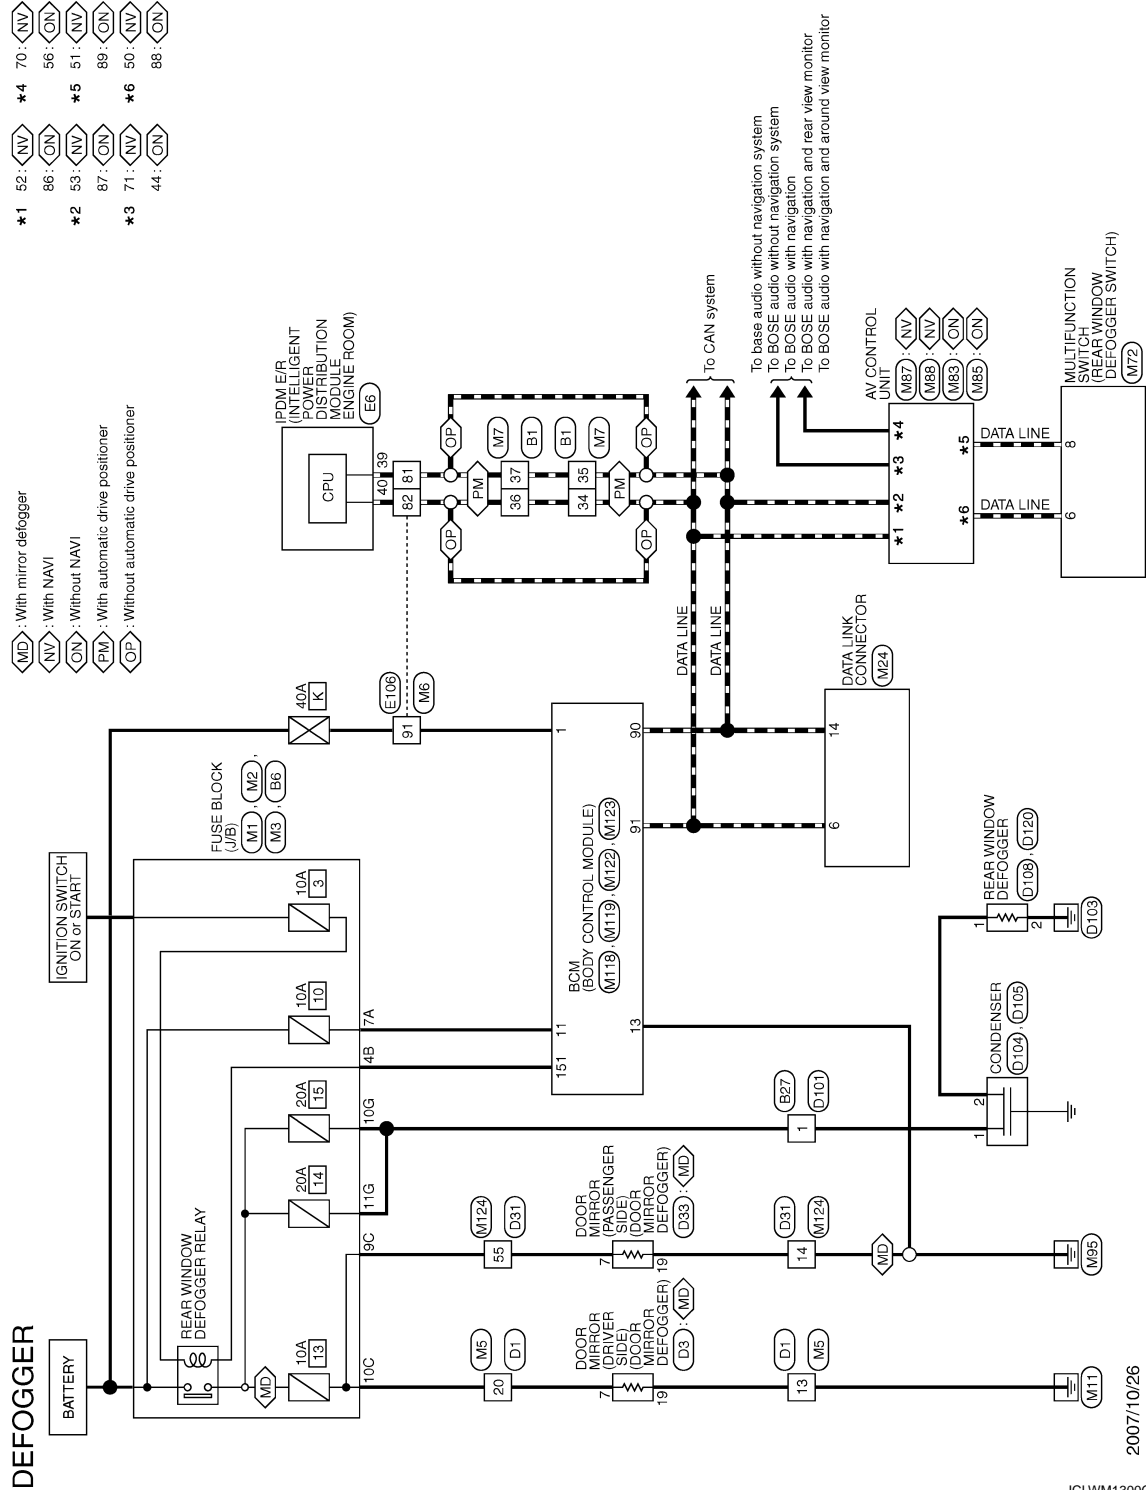 DEFOGGER
BATTERY
IGNITION SWITCH
ON or START
FUSE BLOCK
(J/B)
M1 , M2 ,
M3 , B6
REAR WINDOW
DEFOGGER RELAY
MD
10A
13
20A
14
20A
15
10A
10
10A
3
40A
K
10C
9C
11G
10G
4B
7A
MD : With mirror defogger
NV : With NAVI
ON : Without NAVI
PM : With automatic drive positioner
OP : Without automatic drive positioner
*1 52 : NV
86 : ON
*2 53 : NV
87 : ON
*3 71 : NV
44 : ON
*4 70 : NV
56 : ON
*5 51 : NV
89 : ON
*6 50 : NV
88 : ON
IPDM E/R
(INTELLIGENT
POWER
DISTRIBUTION
MODULE
ENGINE ROOM)
E6
CPU
40
39
82
81
E106
M6
91
OP
OP
PM
36
37
M7
B1
34
35
B1
M7
PM
OP
OP
M5
D1
20
M124
D31
55
151
11
1
BCM
(BODY CONTROL MODULE)
M118 , M119 , M122 , M123
13
91
90
DATA LINE
DATA LINE
To CAN system
DOOR
MIRROR
(DRIVER
SIDE)
(DOOR
MIRROR
DEFOGGER)
D3 : MD
7
19
DOOR
MIRROR
(PASSENGER
SIDE)
(DOOR
MIRROR
DEFOGGER)
D33 : MD
7
19
D1
M5
13
D31
M124
14
B27
D101
1
MD
M11
M95
6
14
DATA LINK
CONNECTOR
M24
To base audio without navigation system
To BOSE audio without navigation system
To BOSE audio with navigation
To BOSE audio with navigation and rear view monitor
To BOSE audio with navigation and around view monitor
AV CONTROL
UNIT
M87 : NV
M88 : NV
M83 : ON
M85 : ON
*1
*2
*3
*4
*6
*5
DATA LINE
DATA LINE
6
8
MULTIFUNCTION
SWITCH
(REAR WINDOW
DEFOGGER SWITCH)
M72
CONDENSER
D104 , D105
1
2
REAR WINDOW
DEFOGGER
D108 , D120
1
2
D103
2007/10/26